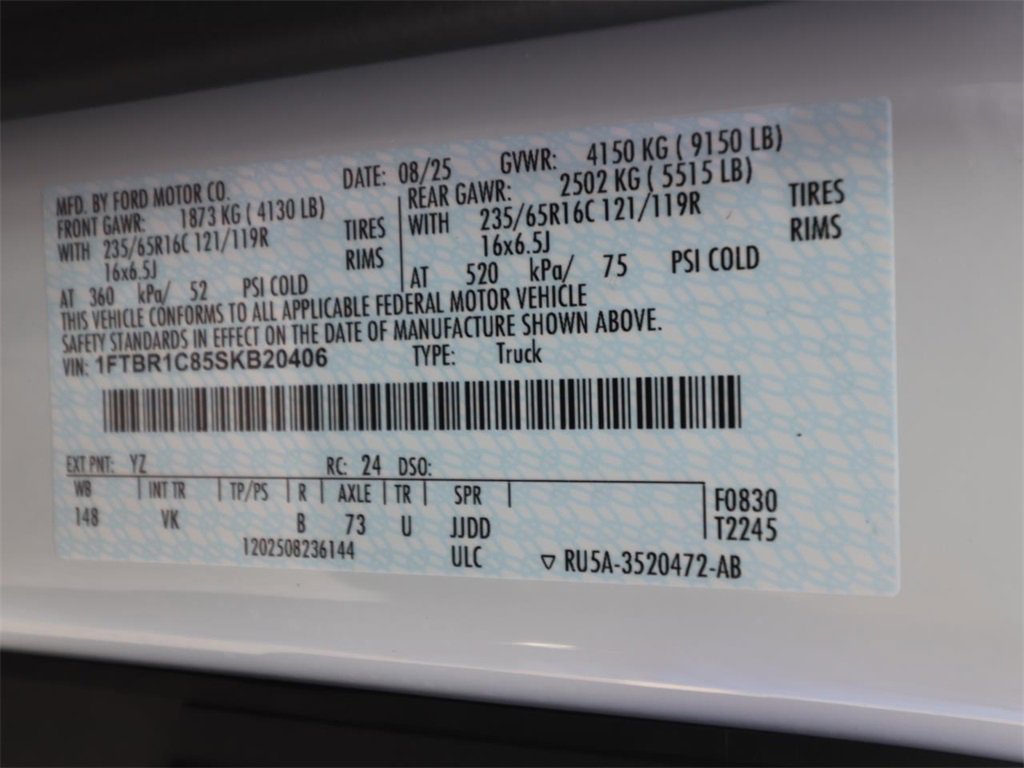 MFD. BY FORD MOTOR CO. DATE: 08/25 GVWR: 4150 KG ( 9150 LB)
FRONT GAWR: 1873 KG ( 4130 LB) REAR GAWR: 2502 KG ( 5515 LB)
WITH 235/65R16C 121/119R TIRES WITH 235/65R16C 121/119R TIRES
16x6.5J RIMS 16x6.5J RIMS
AT 360 kPa/ 52 PSI COLD AT 520 kPa/ 75 PSI COLD
THIS VEHICLE CONFORMS TO ALL APPLICABLE FEDERAL MOTOR VEHICLE
SAFETY STANDARDS IN EFFECT ON THE DATE OF MANUFACTURE SHOWN ABOVE.
VIN: 1FTBR1C85SKB20406 TYPE: Truck
EXT PNT: YZ RC: 24 DSO:
WB INT TR TP/PS R AXLE TR SPR F0830
148 VK B 73 U JJDD T2245
1202508236144 ULC ▽ RU5A-3520472-AB